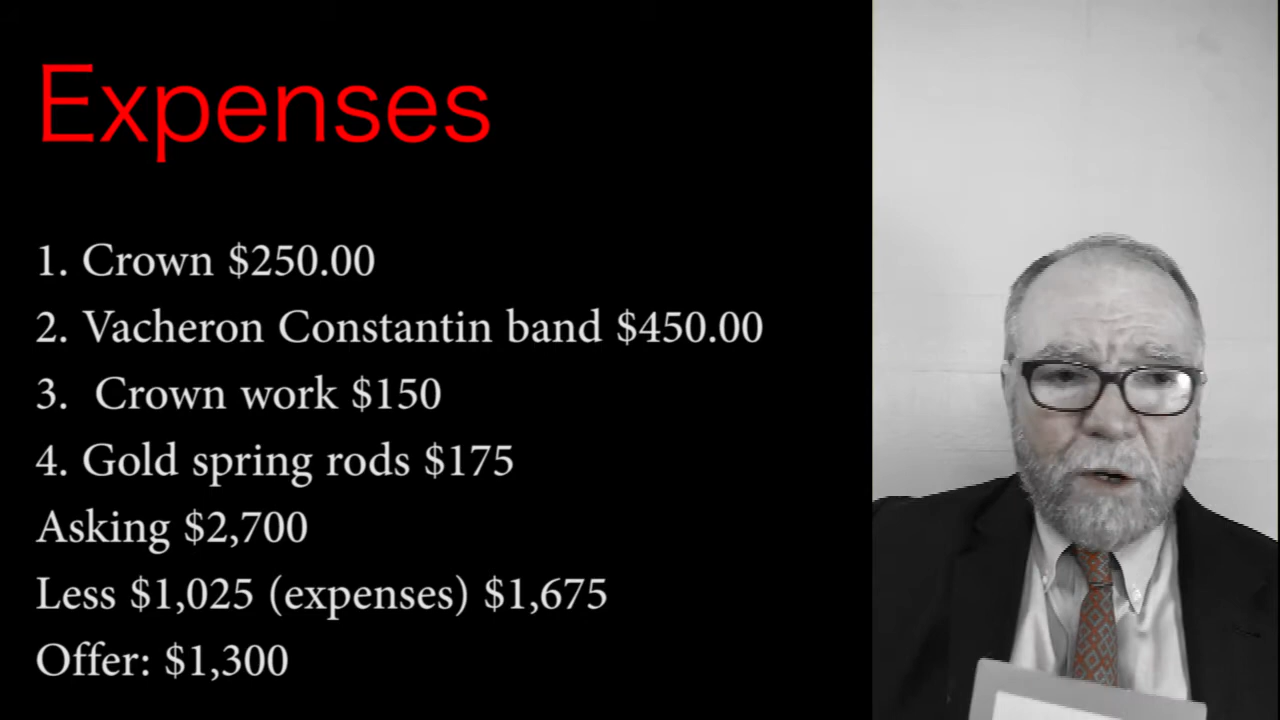 Expenses
1. Crown $250.00
2. Vacheron Constantin band $450.00
3. Crown work $150
4. Gold spring rods $175
Asking $2,700
Less $1,025 (expenses) $1,675
Offer: $1,300